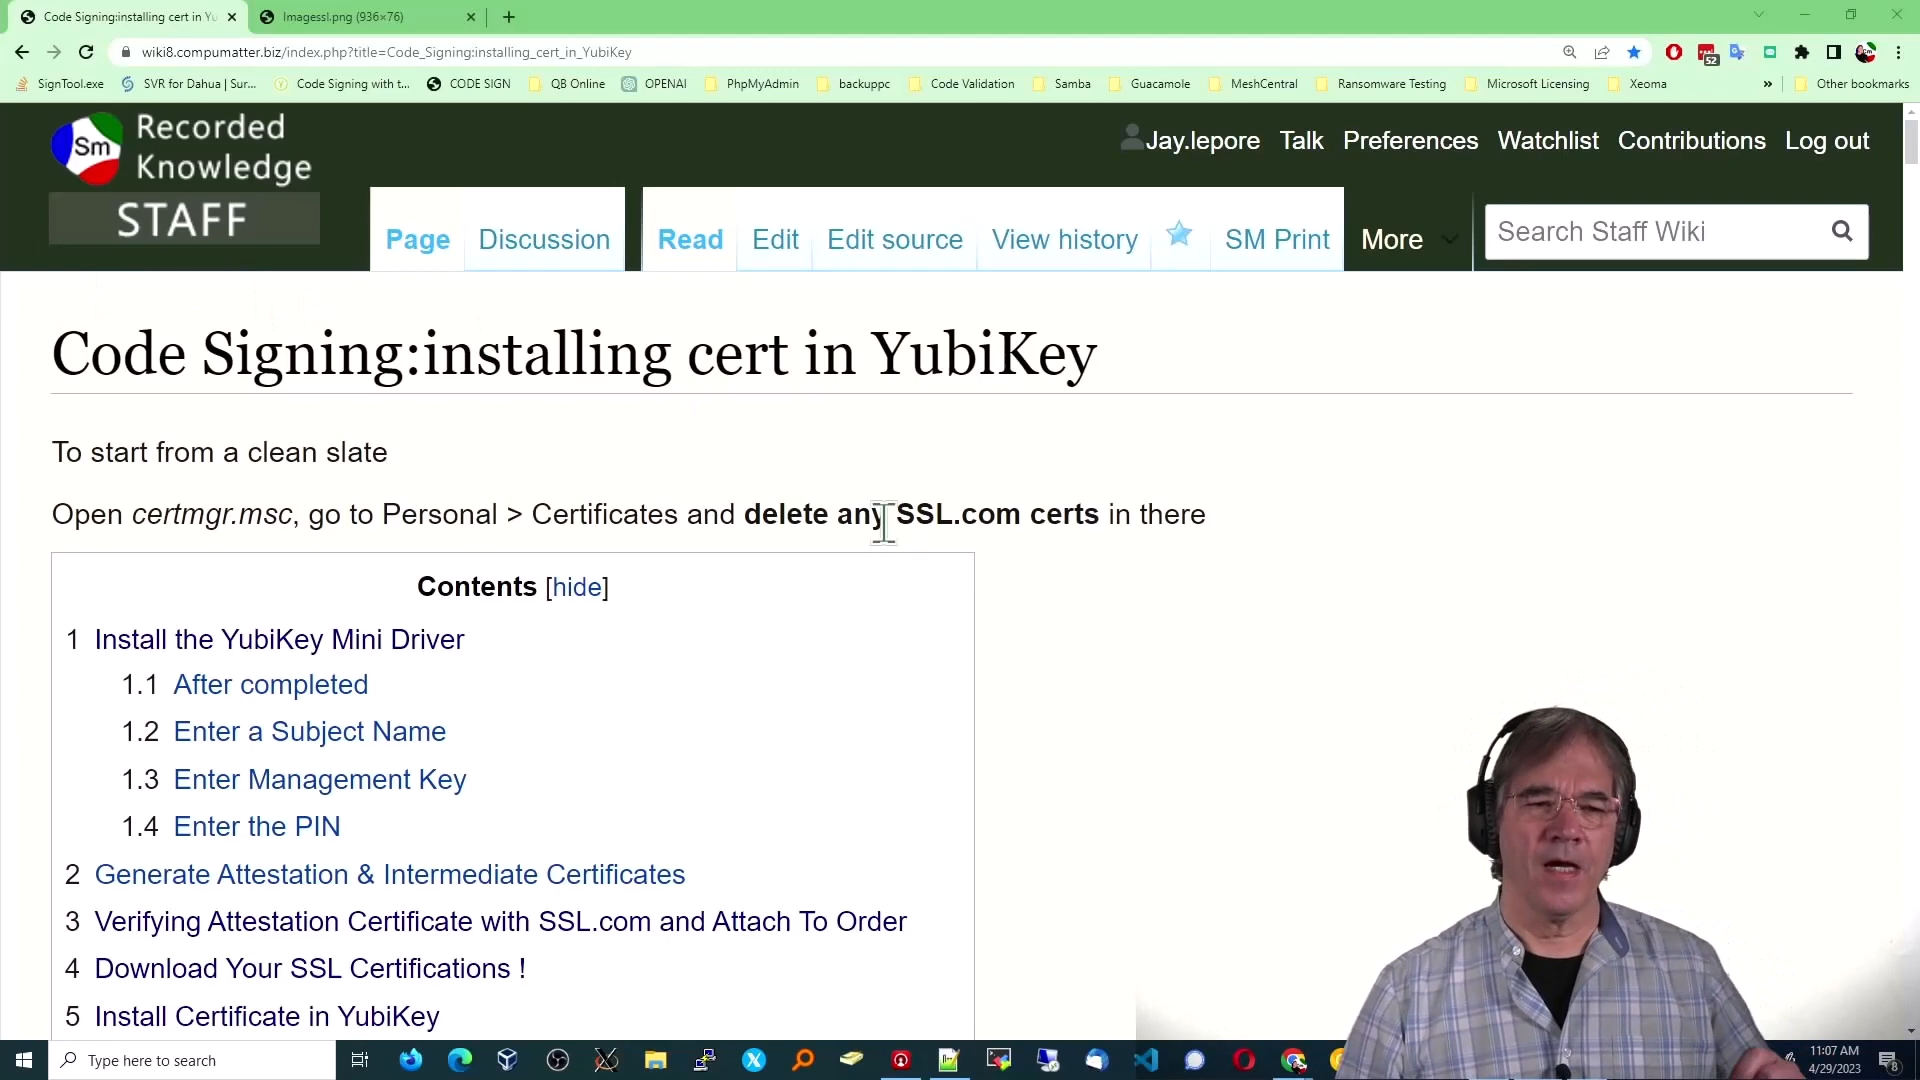 Code Signing:installing cert in Yu
Imagessl.png (936×76)
wiki8.compumatter.biz/index.php?title=Code_Signing:installing_cert_in_YubiKey
52
SignTool.exe
SVR for Dahua | Sur...
Code Signing with t...
CODE SIGN
QB Online
OPENAI
PhpMyAdmin
backuppc
Code Validation
Samba
Guacamole
MeshCentral
Ransomware Testing
Microsoft Licensing
Xeoma
»
Other bookmarks
Sm
Recorded
Knowledge
STAFF
Jay.lepore Talk Preferences Watchlist Contributions Log out
Page Discussion Read Edit Edit source View history SM Print More
Search Staff Wiki
Code Signing:installing cert in YubiKey
To start from a clean slate
Open certmgr.msc, go to Personal > Certificates and delete any SSL.com certs in there
Contents [hide]
1 Install the YubiKey Mini Driver
1.1 After completed
1.2 Enter a Subject Name
1.3 Enter Management Key
1.4 Enter the PIN
2 Generate Attestation & Intermediate Certificates
3 Verifying Attestation Certificate with SSL.com and Attach To Order
4 Download Your SSL Certifications !
5 Install Certificate in YubiKey
Type here to search
11:07 AM
4/29/2023
8